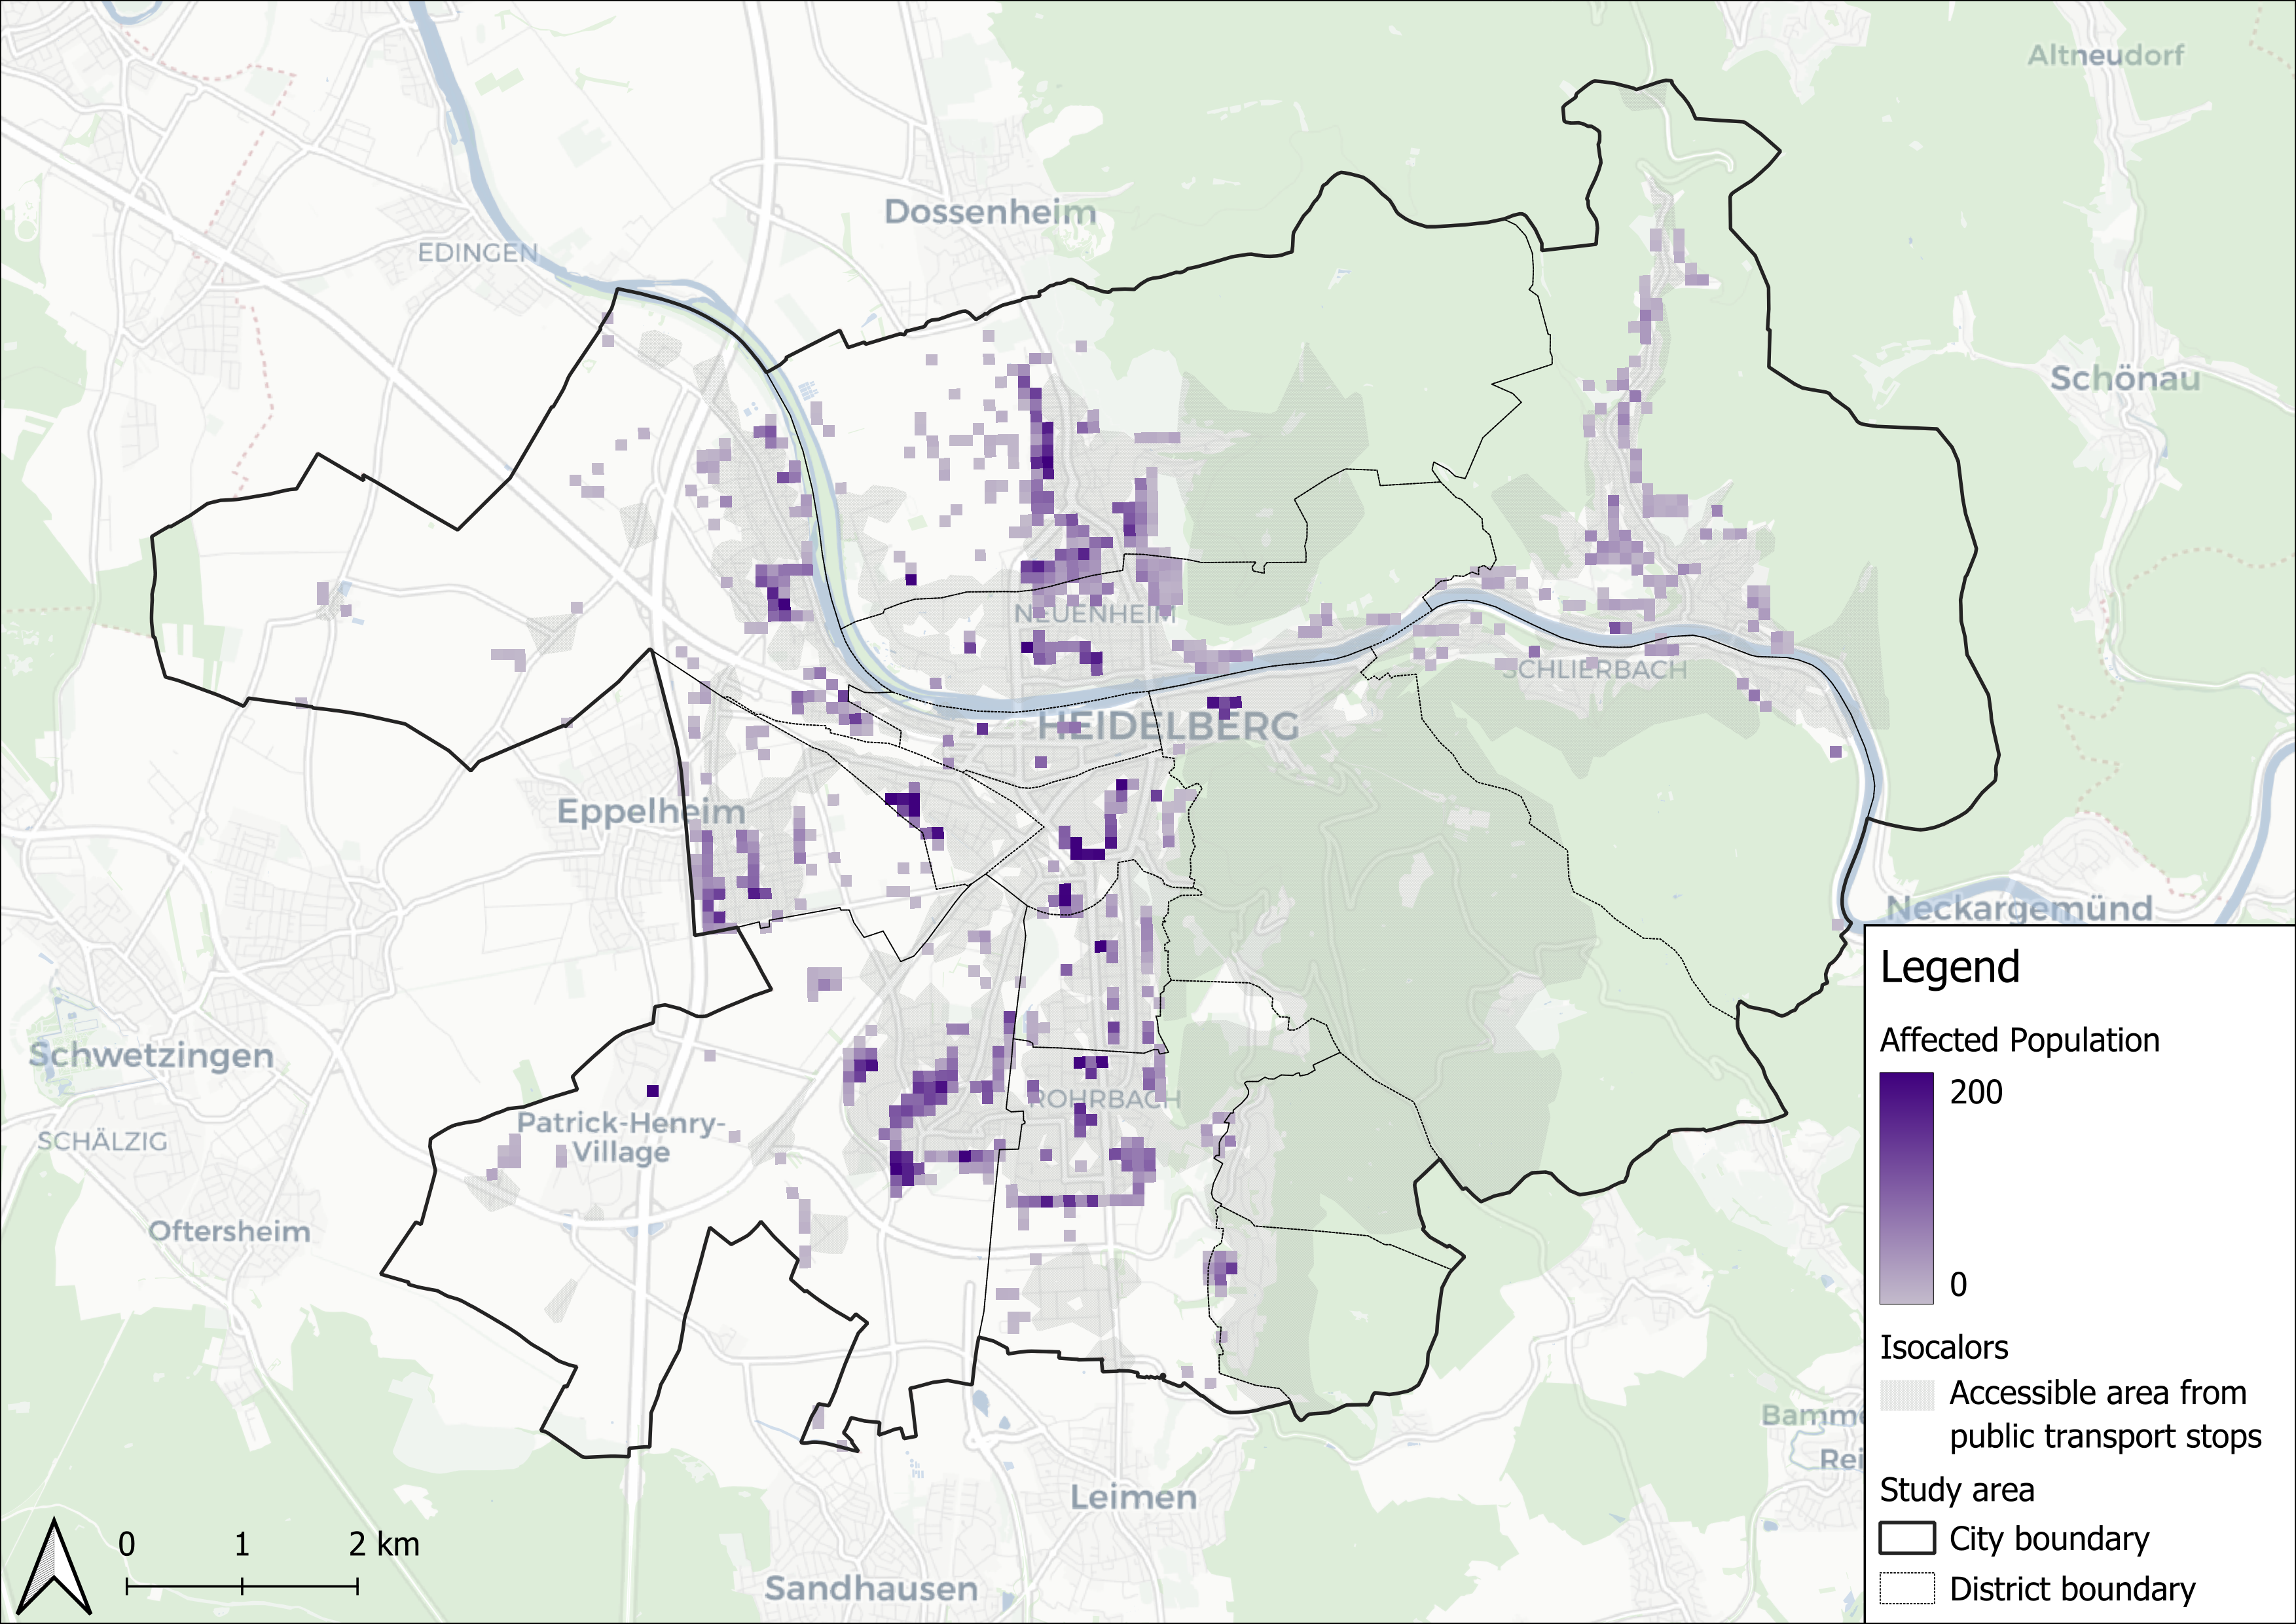 Altneudorf
Dossenheim
EDINGEN
Schönau
NEUENHEIM
SCHLIERBACH
HEIDELBERG
Eppelheim
Neckargemünd
Schwetzingen
ROHRBACH
Patrick-Henry-
Village
SCHÄLZIG
Oftersheim
Bamme
Rei
Leimen
Sandhausen
0 1 2 km
Legend
Affected Population
200
0
Isocalors
Accessible area from
public transport stops
Study area
City boundary
District boundary